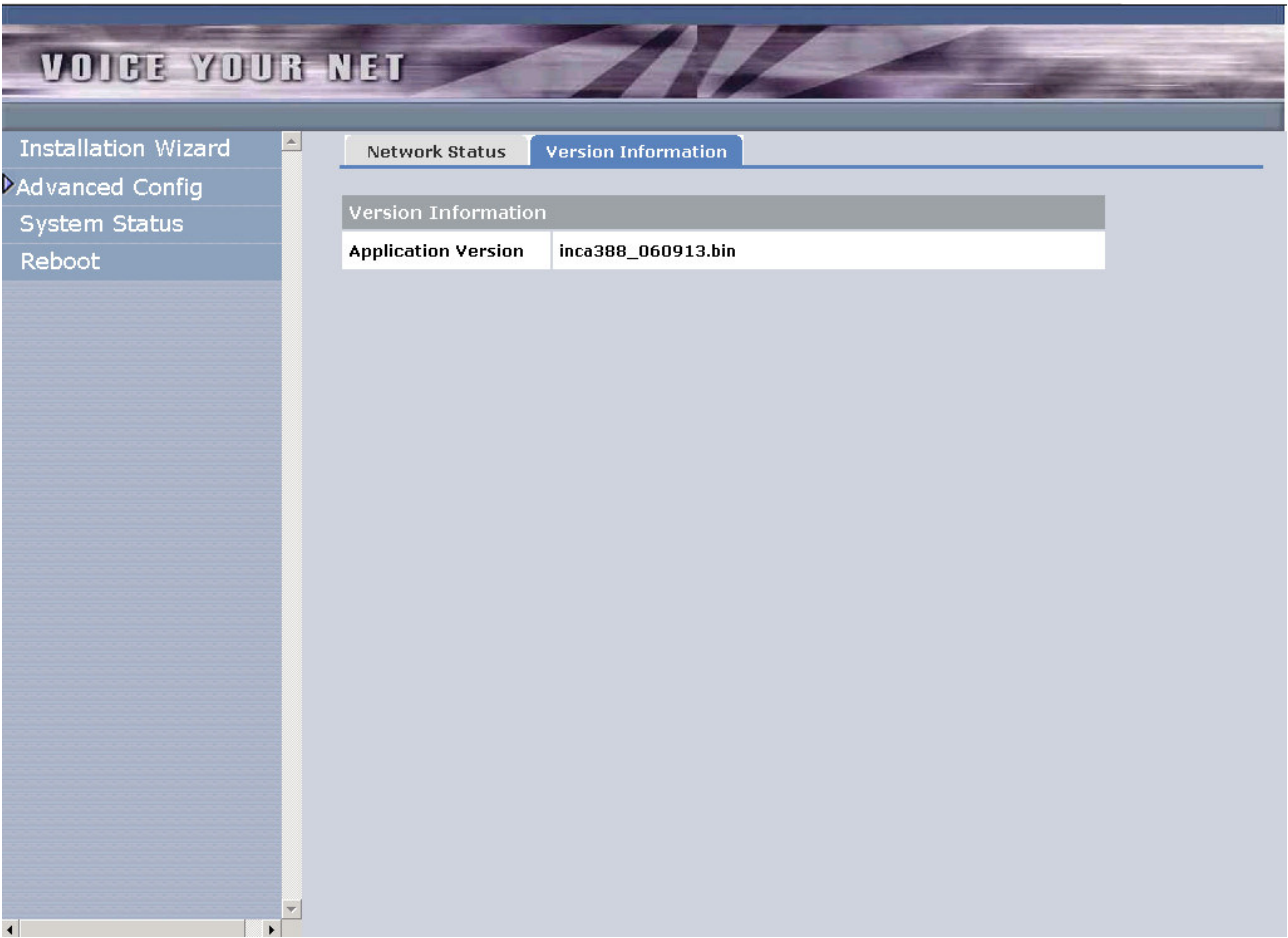 VOICE YOUR NET
Installation Wizard
Advanced Config
System Status
Reboot
Network Status
Version Information
Version Information
Application Version
inca388_060913.bin